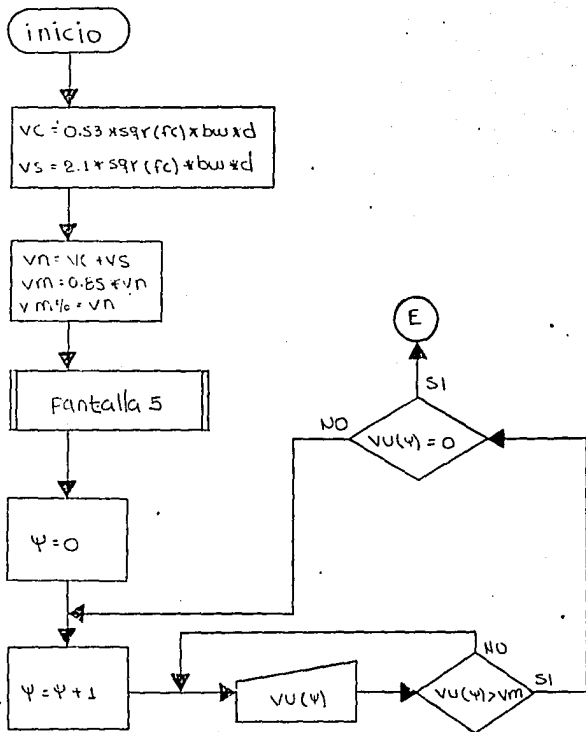 inicio
VC = 0.53 * sqr(fc) * bw * d
VS = 2.1 * sqr(fc) * bw * d
Vn = VC + VS
Vm = 0.85 * Vn
Vm% = Vn
Pantalla 5
Ψ = 0
Ψ = Ψ + 1
VU(Ψ)
VU(Ψ) > Vm
NO
SI
VU(Ψ) = 0
NO
SI
E